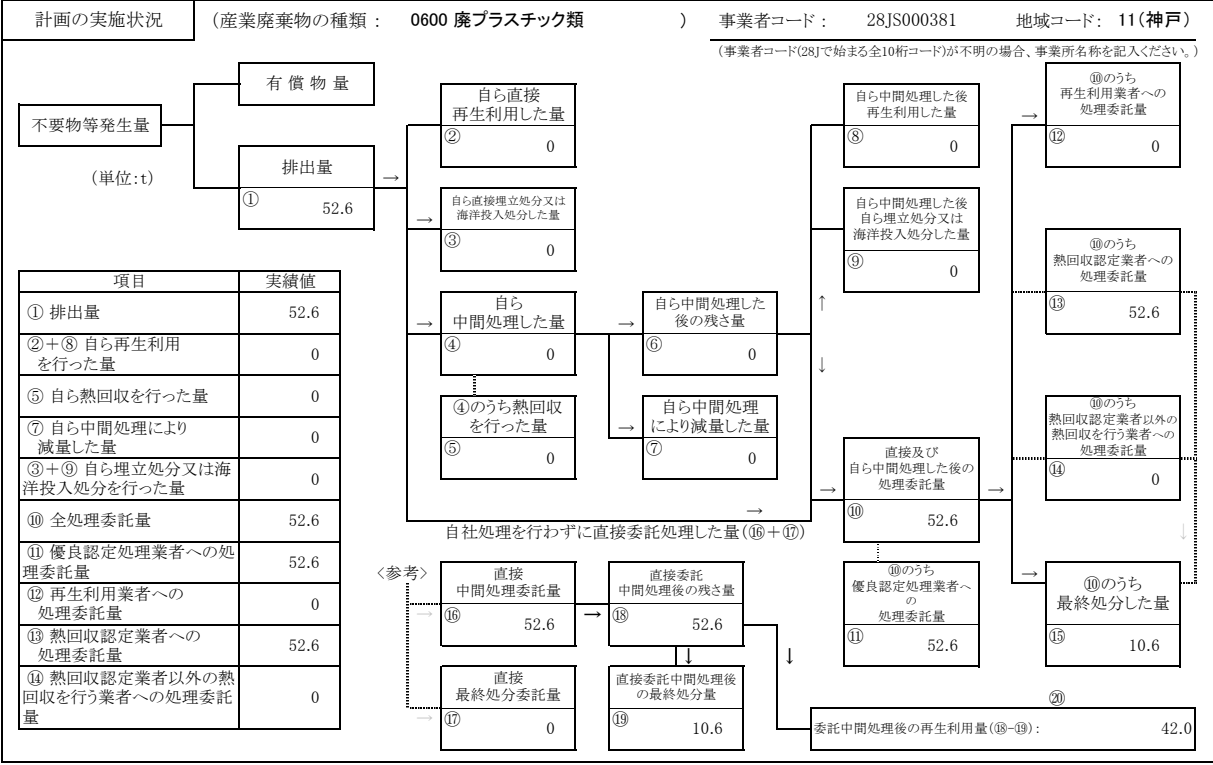 計画の実施状況
(産業廃棄物の種類： 0600 廃プラスチック類 )
事業者コード： 28JS000381 地域コード： 11(神戸)
(事業者コード(28Jで始まる全10桁コード)が不明の場合、事業所名称を記入ください。)
不要物等発生量
(単位：t)
有 償 物 量
排出量
→
①
52.6
自ら直接
再生利用した量
②
0
→
自ら直接埋立処分又は
海洋投入処分した量
③
0
→
自ら
中間処理した量
④
0
④のうち熱回収
を行った量
⑤
0
→
自ら中間処理した
後の残さ量
⑥
0
→
自ら中間処理
により減量した量
⑦
0
自ら中間処理した後
再生利用した量
⑧
0
自ら中間処理した後
自ら埋立処分又は
海洋投入処分した量
⑨
0
↑
↓
→
直接及び
自ら中間処理した後の
処理委託量
⑩
52.6
→
⑩のうち
優良認定処理業者へ
の
処理委託量
⑪
52.6
→
⑩のうち
再生利用業者への
処理委託量
⑫
0
⑩のうち
熱回収認定業者への
処理委託量
⑬
52.6
⑩のうち
熱回収認定業者以外の
熱回収を行う業者への
処理委託量
⑭
0
↓
→
⑩のうち
最終処分した量
⑮
10.6
→
自社処理を行わずに直接委託処理した量(⑯+⑰)
<参考>
→
直接
中間処理委託量
⑯
52.6
→
直接委託
中間処理後の残さ量
⑱
52.6
↓
↓
→
直接
最終処分委託量
⑰
0
直接委託中間処理後
の最終処分量
⑲
10.6
⑳
委託中間処理後の再生利用量(⑱-⑲)： 42.0
項目 実績値
① 排出量 52.6
②+⑧ 自ら再生利用
を行った量 0
⑤ 自ら熱回収を行った量 0
⑦ 自ら中間処理により
減量した量 0
③+⑨ 自ら埋立処分又は海
洋投入処分を行った量 0
⑩ 全処理委託量 52.6
⑪ 優良認定処理業者への処
理委託量 52.6
⑫ 再生利用業者への
処理委託量 0
⑬ 熱回収認定業者への
処理委託量 52.6
⑭ 熱回収認定業者以外の熱
回収を行う業者への処理委託
量 0